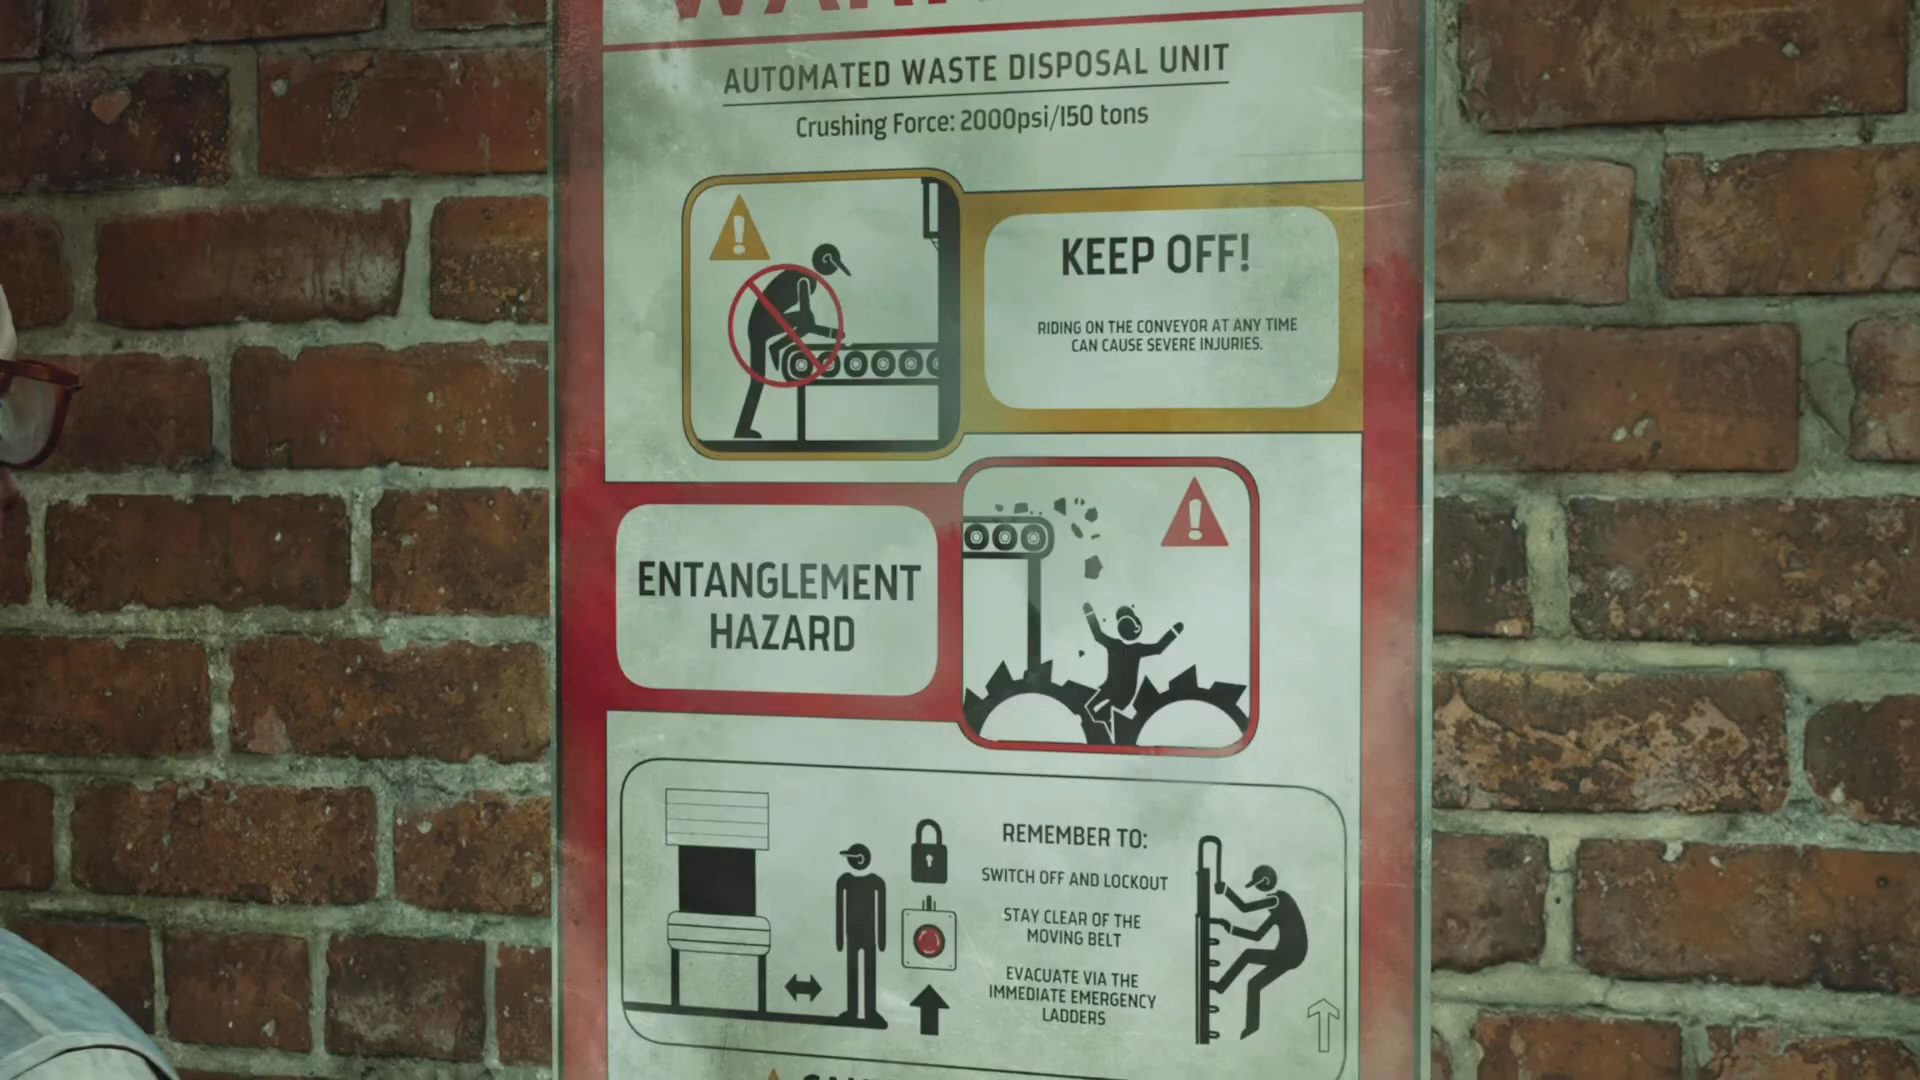 AUTOMATED WASTE DISPOSAL UNIT
Crushing Force: 2000psi/150 tons
KEEP OFF!
RIDING ON THE CONVEYOR AT ANY TIME
CAN CAUSE SEVERE INJURIES.
ENTANGLEMENT
HAZARD
REMEMBER TO:
SWITCH OFF AND LOCKOUT
STAY CLEAR OF THE
MOVING BELT
EVACUATE VIA THE
IMMEDIATE EMERGENCY
LADDERS